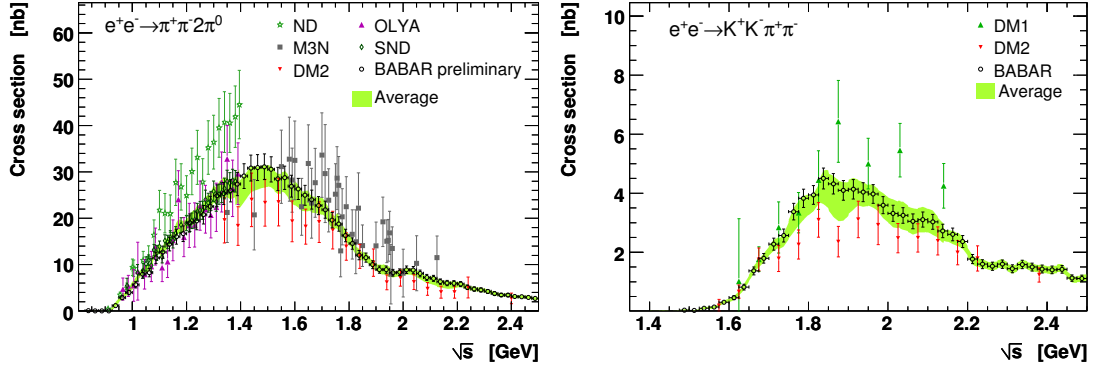 e⁺e⁻→π⁺π⁻2π⁰
ND
M3N
DM2
OLYA
SND
BABAR preliminary
Average
Cross section [nb]
60
50
40
30
20
10
0
1
1.2
1.4
1.6
1.8
2
2.2
2.4
√s [GeV]
e⁺e⁻→K⁺K⁻π⁺π⁻
DM1
DM2
BABAR
Average
Cross section [nb]
10
8
6
4
2
1.4
1.6
1.8
2
2.2
2.4
√s [GeV]